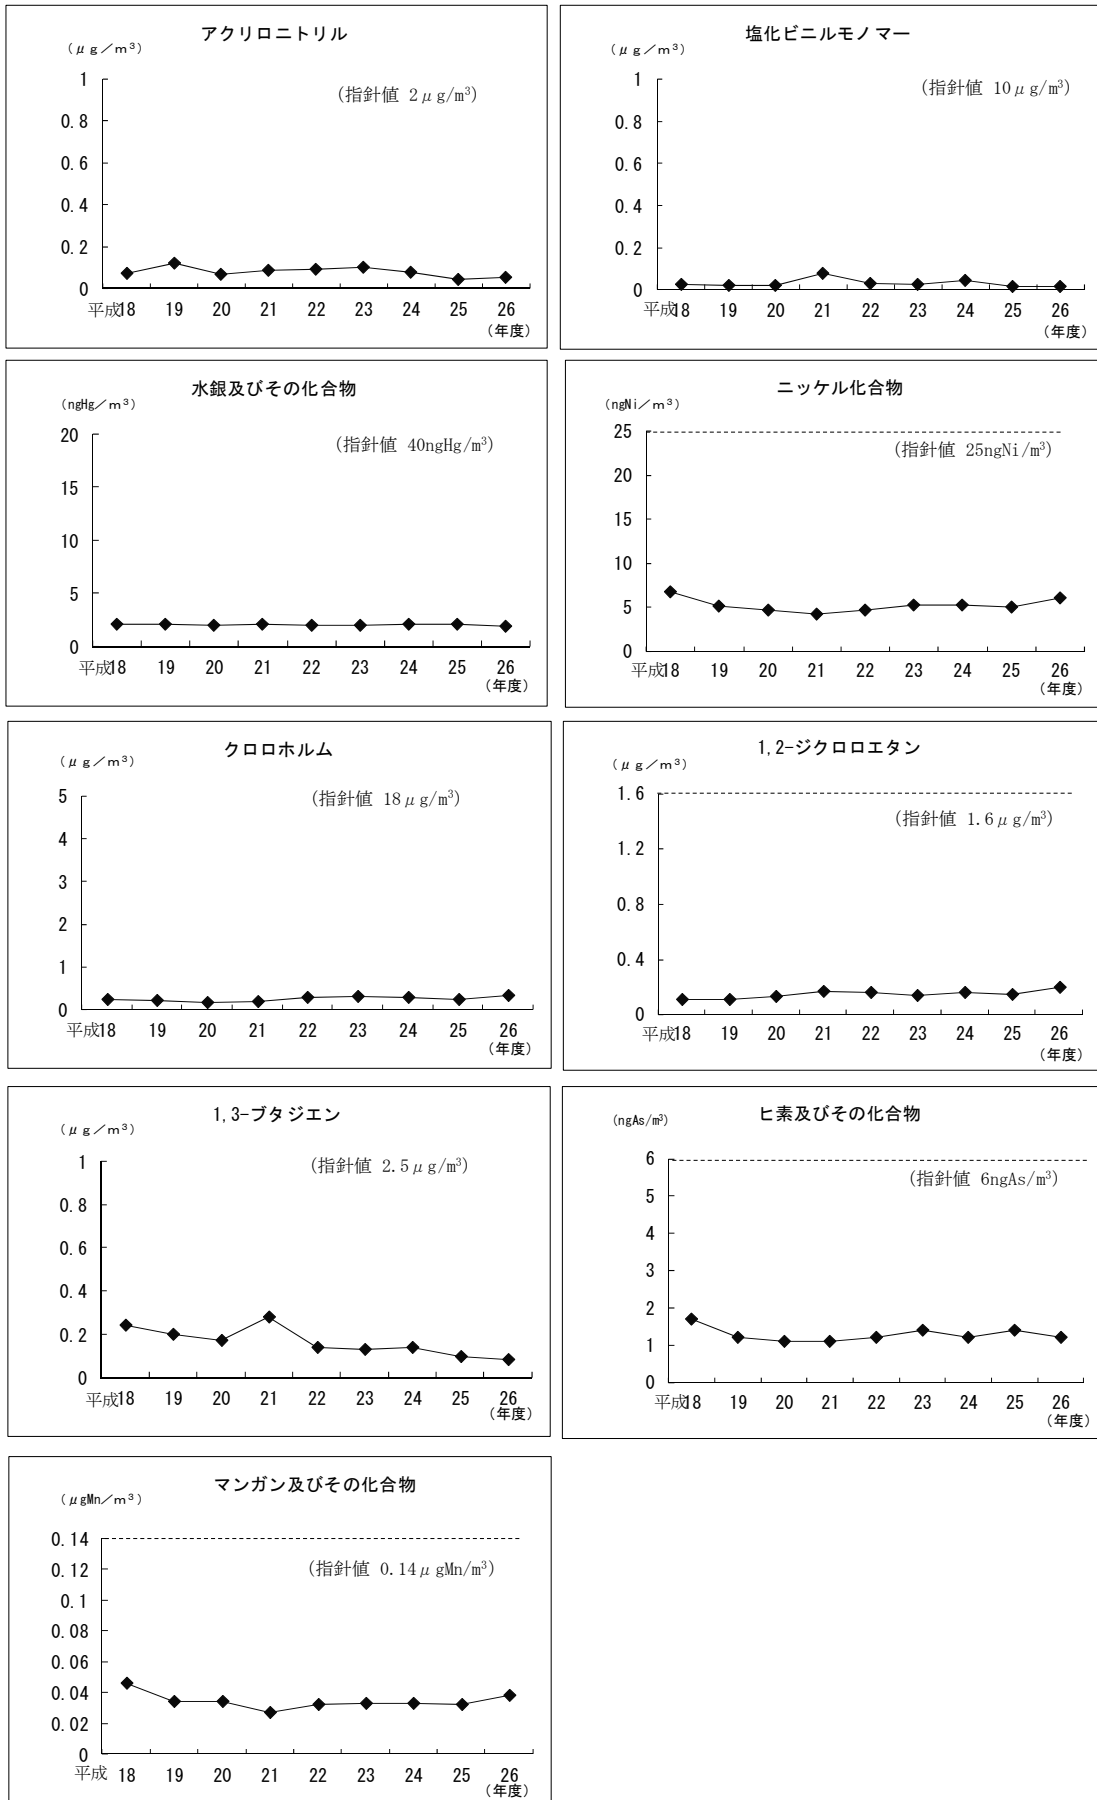 アクリロニトリル
(μg/m³)
(指針値 2μg/m³)
1
0.8
0.6
0.4
0.2
0
平成18 19 20 21 22 23 24 25 26
(年度)
塩化ビニルモノマー
(μg/m³)
(指針値 10μg/m³)
1
0.8
0.6
0.4
0.2
0
平成18 19 20 21 22 23 24 25 26
(年度)
水銀及びその化合物
(ngHg/m³)
(指針値 40ngHg/m³)
20
15
10
5
0
平成18 19 20 21 22 23 24 25 26
(年度)
ニッケル化合物
(ngNi/m³)
(指針値 25ngNi/m³)
25
20
15
10
5
0
平成18 19 20 21 22 23 24 25 26
(年度)
クロロホルム
(μg/m³)
(指針値 18μg/m³)
5
4
3
2
1
0
平成18 19 20 21 22 23 24 25 26
(年度)
1,2-ジクロロエタン
(μg/m³)
(指針値 1.6μg/m³)
1.6
1.2
0.8
0.4
0
平成18 19 20 21 22 23 24 25 26
(年度)
1,3-ブタジエン
(μg/m³)
(指針値 2.5μg/m³)
1
0.8
0.6
0.4
0.2
0
平成18 19 20 21 22 23 24 25 26
(年度)
ヒ素及びその化合物
(ngAs/m³)
(指針値 6ngAs/m³)
6
5
4
3
2
1
0
平成18 19 20 21 22 23 24 25 26
(年度)
マンガン及びその化合物
(μgMn/m³)
(指針値 0.14μgMn/m³)
0.14
0.12
0.1
0.08
0.06
0.04
0.02
0
平成 18 19 20 21 22 23 24 25 26
(年度)